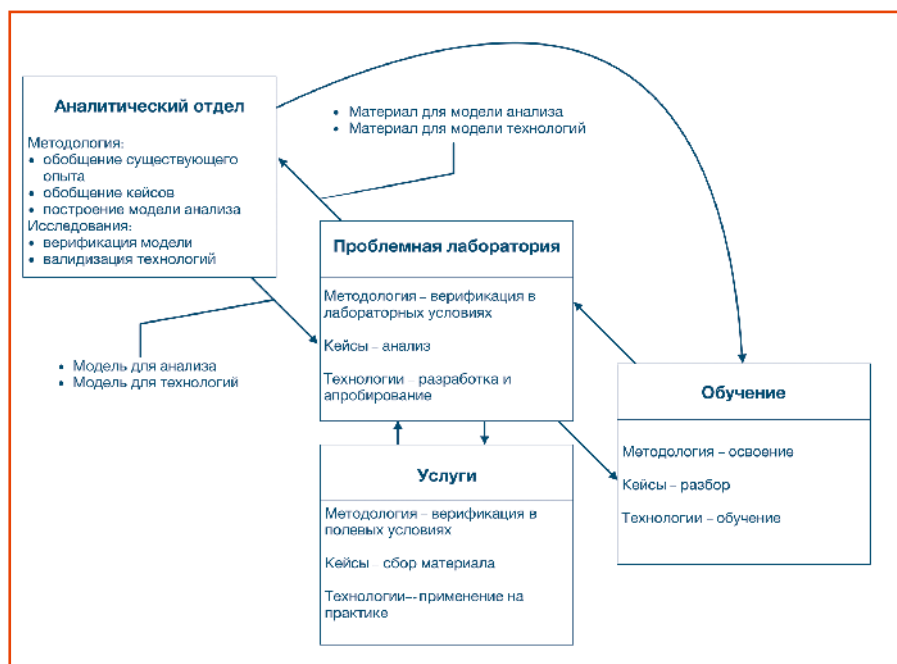 Аналитический отдел
Методология:
• обобщение существующего
опыта
• обобщение кейсов
• построение модели анализа
Исследования:
• верификация модели
• валидизация технологий
• Материал для модели анализа
• Материал для модели технологий
• Модель для анализа
• Модель для технологий
Проблемная лаборатория
Методология – верификация в
лабораторных условиях
Кейсы – анализ
Технологии – разработка и
апробирование
Услуги
Методология – верификация в
полевых условиях
Кейсы – сбор материала
Технологии–- применение на
практике
Обучение
Методология – освоение
Кейсы – разбор
Технологии – обучение